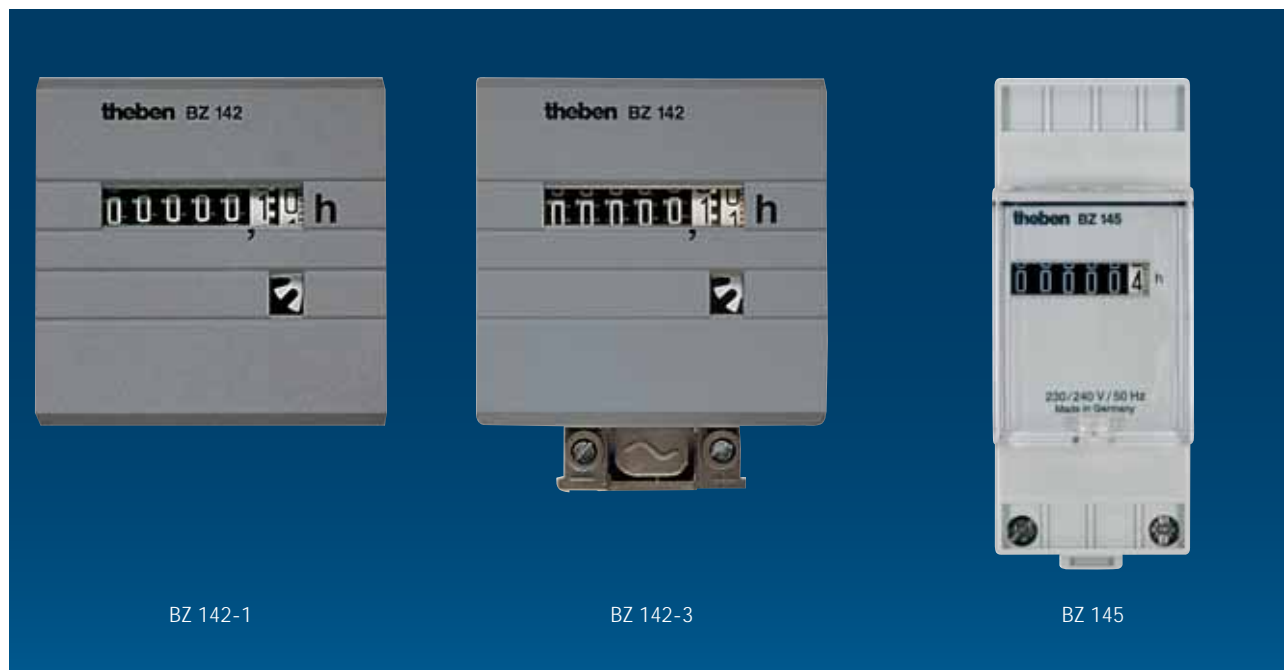 theben BZ 142
00000,10 h
theben BZ 142
00000,1 h
theben BZ 145
000004 h
230/240 V / 50 Hz
Made in Germany
BZ 142-1
BZ 142-3
BZ 145